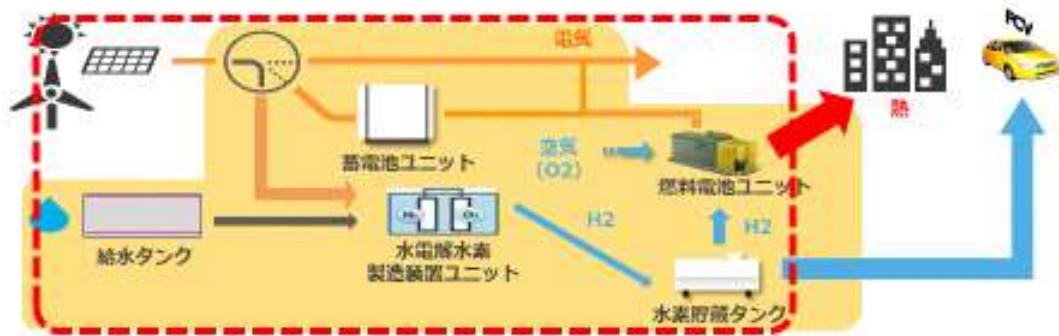 FCV
電気
熱
蓄電池ユニット
空気
(O2)
燃料電池ユニット
給水タンク
水電解水素
製造装置ユニット
H2
H2
水素貯蔵タンク